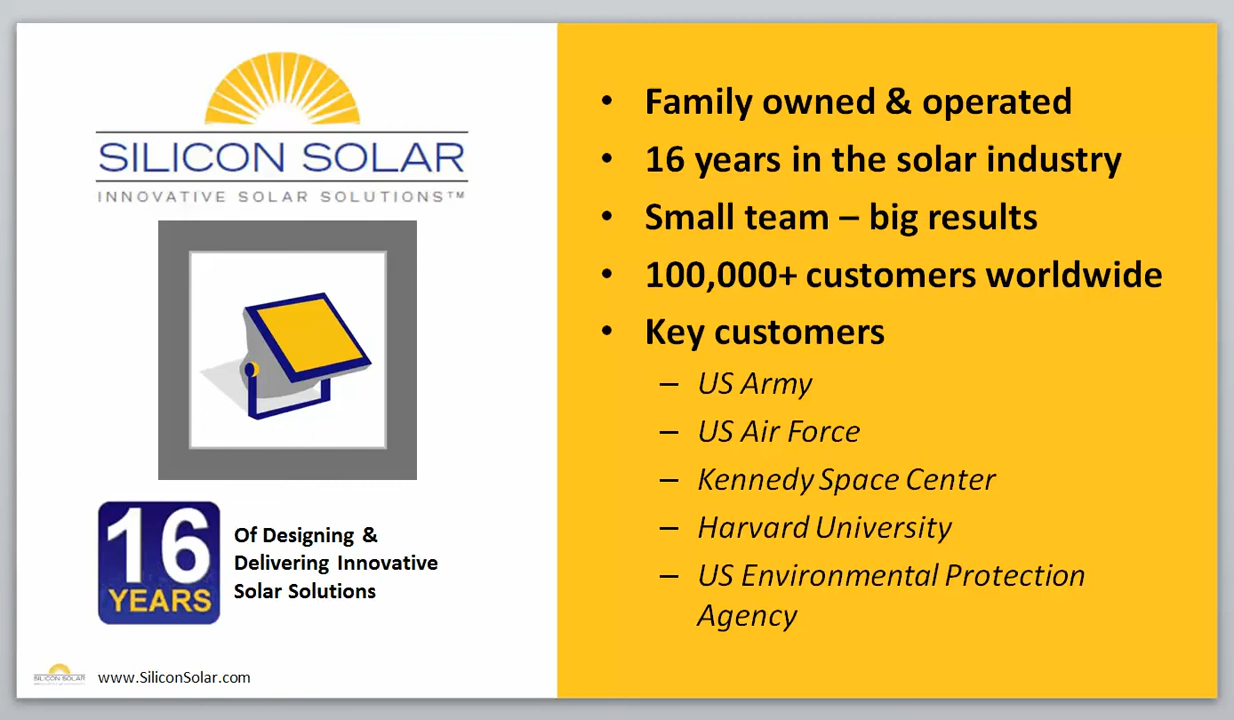 SILICON SOLAR
INNOVATIVE SOLAR SOLUTIONS™
16
YEARS
Of Designing &
Delivering Innovative
Solar Solutions
SILICON SOLAR
www.SiliconSolar.com
• Family owned & operated
• 16 years in the solar industry
• Small team – big results
• 100,000+ customers worldwide
• Key customers
– US Army
– US Air Force
– Kennedy Space Center
– Harvard University
– US Environmental Protection
Agency